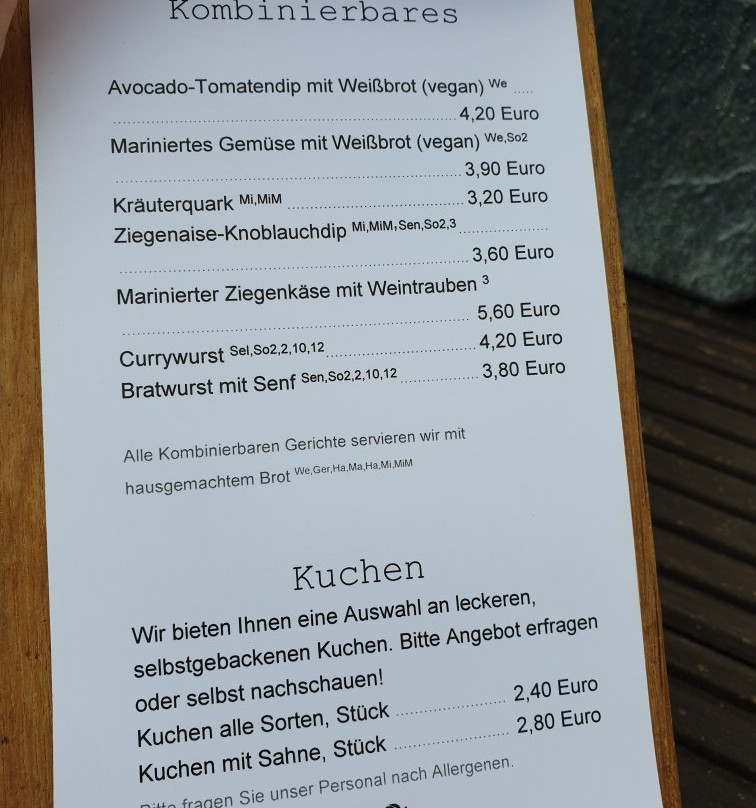 Kombinierbares
Avocado-Tomatendip mit Weißbrot (vegan) We .....
4,20 Euro
Mariniertes Gemüse mit Weißbrot (vegan) We,So2
3,90 Euro
Kräuterquark Mi,MiM 3,20 Euro
Ziegenaise-Knoblauchdip Mi,MiM,Sen,So2,3
3,60 Euro
Marinierter Ziegenkäse mit Weintrauben 3
5,60 Euro
Currywurst Sel,So2,2,10,12 4,20 Euro
Bratwurst mit Senf Sen,So2,2,10,12 3,80 Euro
Alle Kombinierbaren Gerichte servieren wir mit
hausgemachtem Brot We,Ger,Ha,Ma,Ha,Mi,MiM
Kuchen
Wir bieten Ihnen eine Auswahl an leckeren,
selbstgebackenen Kuchen. Bitte Angebot erfragen
oder selbst nachschauen!
Kuchen alle Sorten, Stück 2,40 Euro
Kuchen mit Sahne, Stück 2,80 Euro
Bitte fragen Sie unser Personal nach Allergenen.